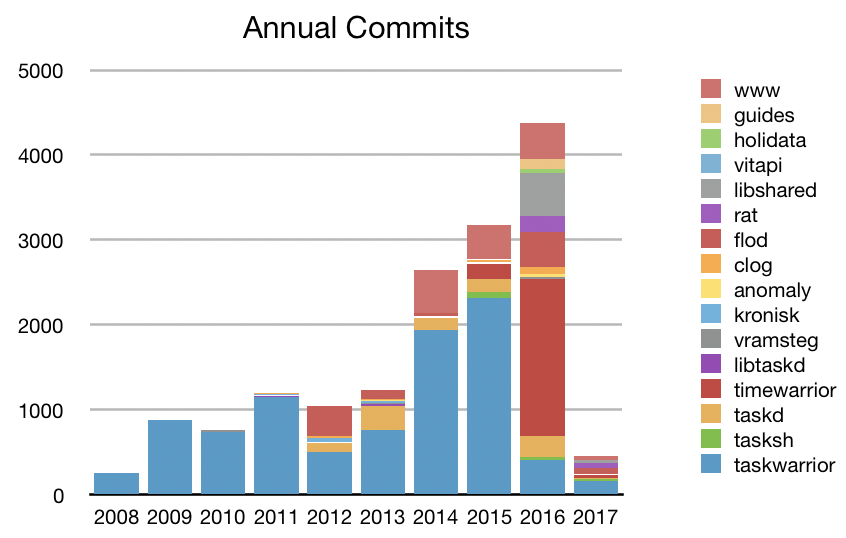 Annual Commits
5000
4000
3000
2000
1000
0
2008 2009 2010 2011 2012 2013 2014 2015 2016 2017
www
guides
holidata
vitapi
libshared
rat
flod
clog
anomaly
kronisk
vramsteg
libtaskd
timewarrior
taskd
tasksh
taskwarrior